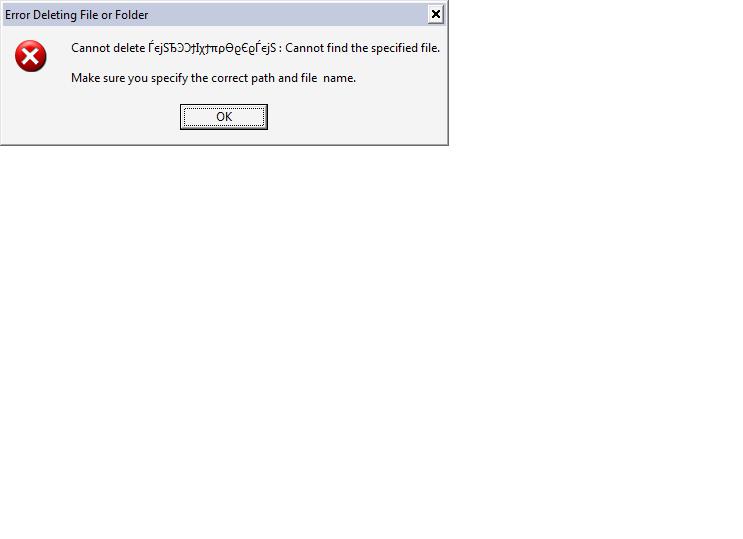 Error Deleting File or Folder
Cannot delete : Cannot find the specified file.
Make sure you specify the correct path and file  name.
OK